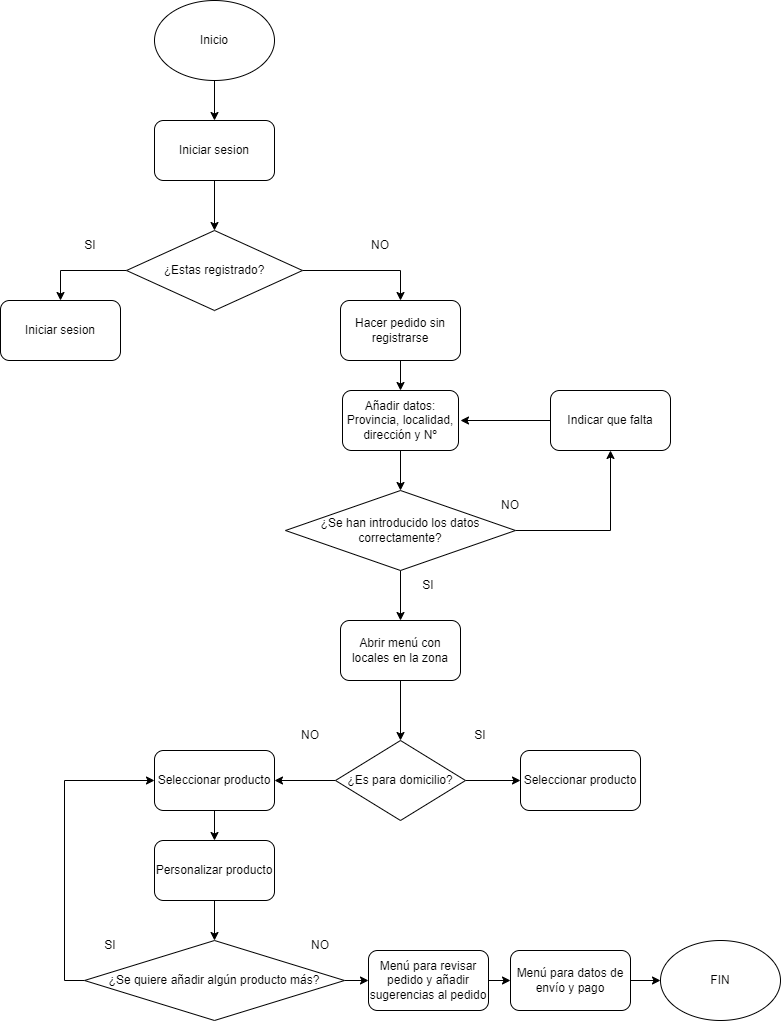 Inicio
Iniciar sesion
SI
NO
¿Estas registrado?
Iniciar sesion
Hacer pedido sin
registrarse
Añadir datos:
Provincia, localidad,
dirección y Nº
Indicar que falta
NO
¿Se han introducido los datos
correctamente?
SI
Abrir menú con
locales en la zona
NO
SI
Seleccionar producto
¿Es para domicilio?
Seleccionar producto
Personalizar producto
SI
NO
¿Se quiere añadir algún producto más?
Menú para revisar
pedido y añadir
sugerencias al pedido
Menú para datos de
envío y pago
FIN